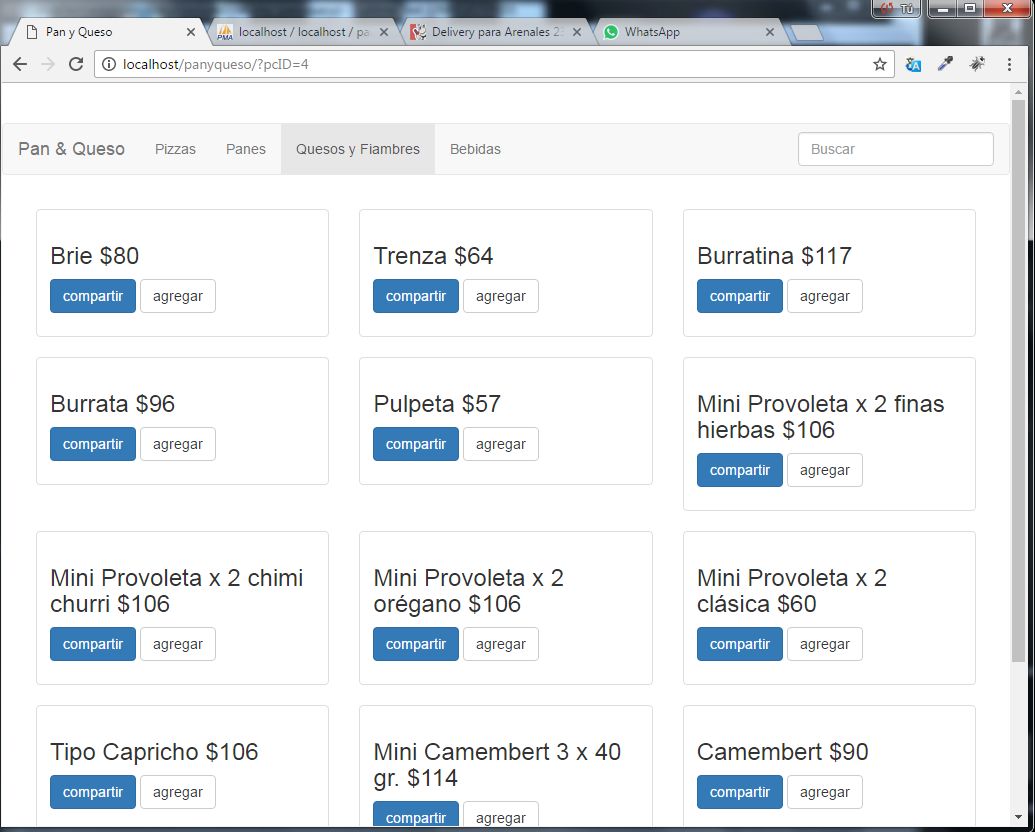 Pan y Queso
localhost / localhost / pa
Delivery para Arenales 23
WhatsApp
Tú
localhost/panyqueso/?pcID=4
Pan & Queso
Pizzas
Panes
Quesos y Fiambres
Bebidas
Buscar
Brie $80
compartir
agregar
Trenza $64
compartir
agregar
Burratina $117
compartir
agregar
Burrata $96
compartir
agregar
Pulpeta $57
compartir
agregar
Mini Provoleta x 2 finas
hierbas $106
compartir
agregar
Mini Provoleta x 2 chimi
churri $106
compartir
agregar
Mini Provoleta x 2
orégano $106
compartir
agregar
Mini Provoleta x 2
clásica $60
compartir
agregar
Tipo Capricho $106
compartir
agregar
Mini Camembert 3 x 40
gr. $114
compartir
agregar
Camembert $90
compartir
agregar